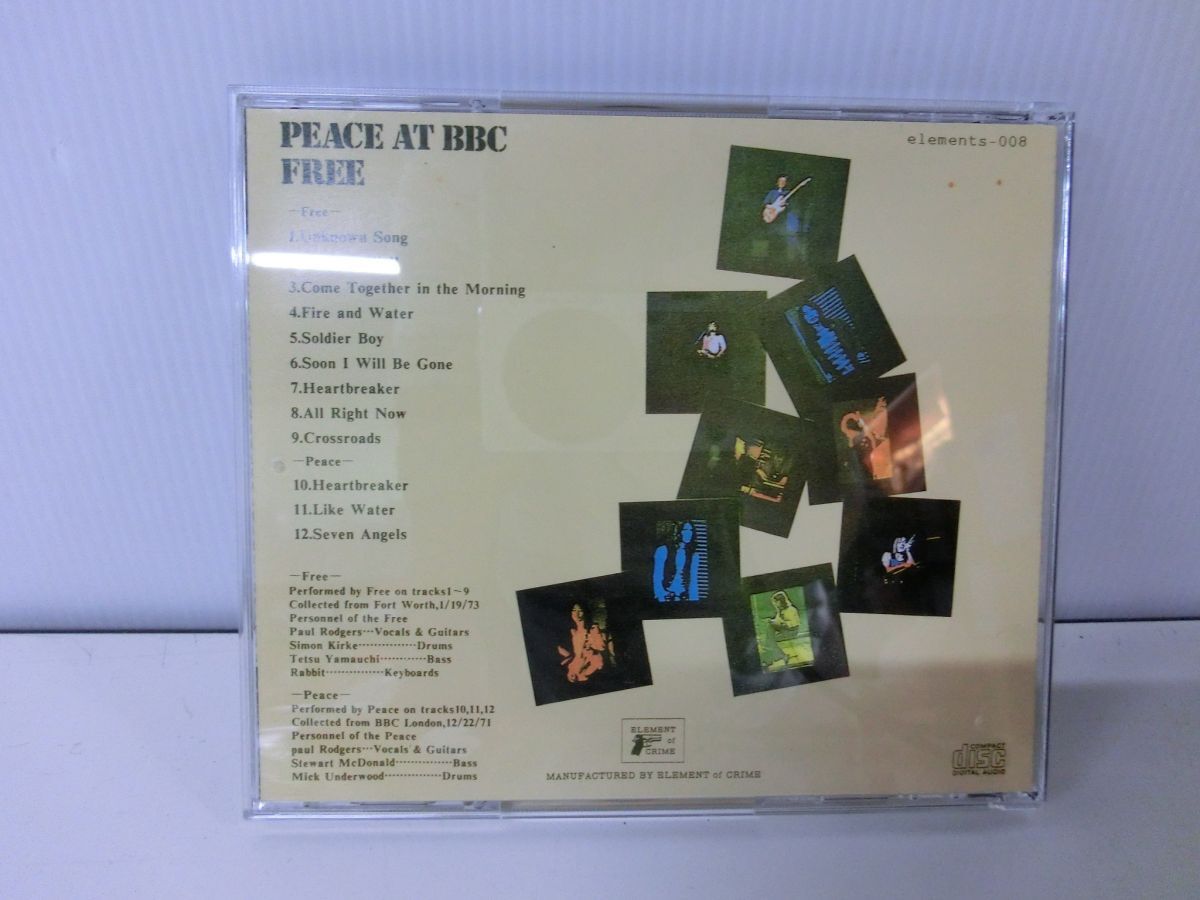 PEACE AT BBC
FREE
elements-008
—Free—
1.Unknown Song
3.Come Together in the Morning
4.Fire and Water
5.Soldier Boy
6.Soon I Will Be Gone
7.Heartbreaker
8.All Right Now
9.Crossroads
—Peace—
10.Heartbreaker
11.Like Water
12.Seven Angels
—Free—
Performed by Free on tracks1~9
Collected from Fort Worth,1/19/73
Personnel of the Free
Paul Rodgers···Vocals & Guitars
Simon Kirke···············Drums
Tetsu Yamauchi············Bass
Rabbit···············Keyboards
—Peace—
Performed by Peace on tracks10,11,12
Collected from BBC London,12/22/71
Personnel of the Peace
paul Rodgers···Vocals & Guitars
Stewart McDonald···············Bass
Mick Underwood···············Drums
ELEMENT
of
CRIME
MANUFACTURED BY ELEMENT of CRIME
COMPACT
disc
DIGITAL AUDIO